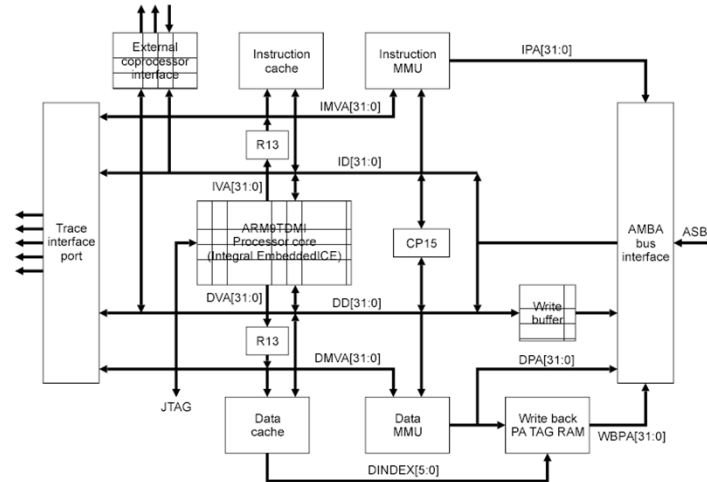 External
coprocessor
interface
Instruction
cache
Instruction
MMU
IPA[31:0]
IMVA[31:0]
R13
ID[31:0]
IVA[31:0]
Trace
interface
port
ARM9TDMI
Processor core
(Integral EmbeddedICE)
CP15
AMBA
bus
interface
ASB
DVA[31:0]
DD[31:0]
Write
buffer
R13
DMVA[31:0]
DPA[31:0]
JTAG
Data
cache
Data
MMU
Write back
PA TAG RAM
WBPA[31:0]
DINDEX[5:0]